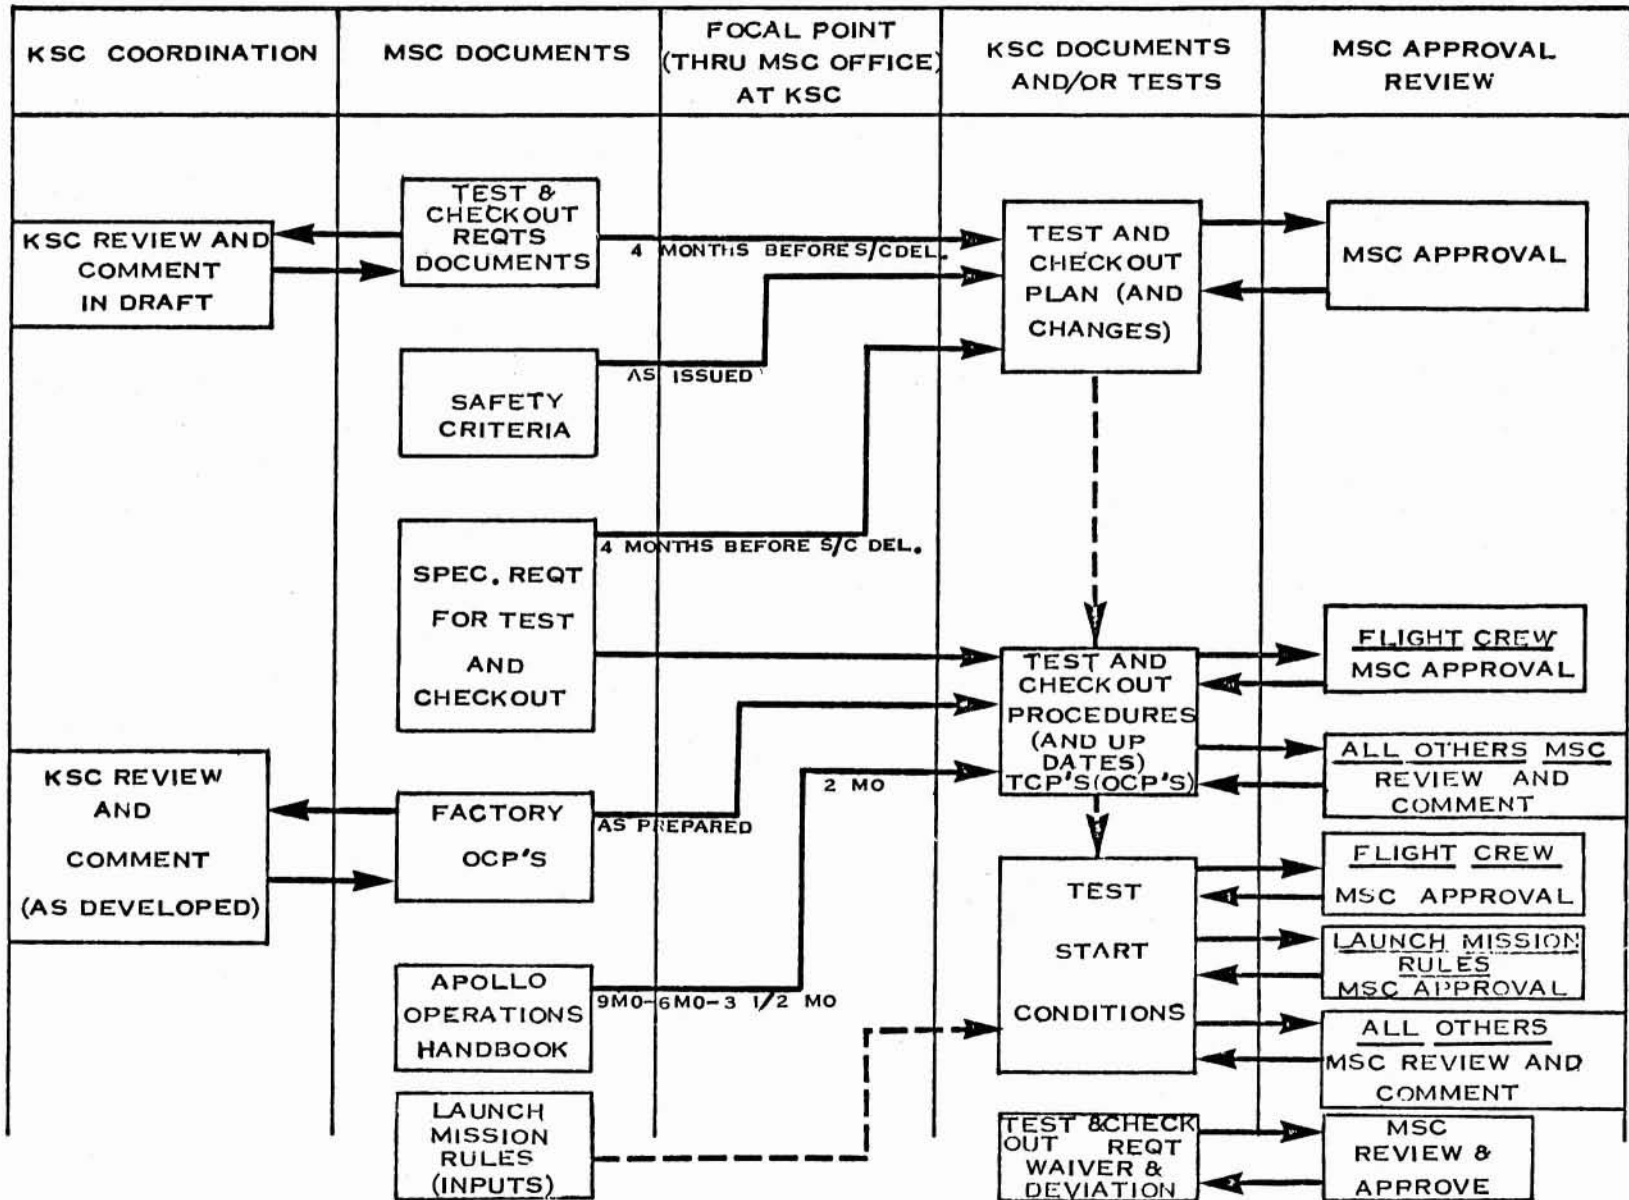 KSC COORDINATION
MSC DOCUMENTS
FOCAL POINT
(THRU MSC OFFICE)
AT KSC
KSC DOCUMENTS
AND/OR TESTS
MSC APPROVAL
REVIEW
KSC REVIEW AND
COMMENT
IN DRAFT
TEST &
CHECKOUT
REQTS
DOCUMENTS
4 MONTHS BEFORE S/C DEL.
TEST AND
CHECKOUT
PLAN (AND
CHANGES)
MSC APPROVAL
SAFETY
CRITERIA
AS ISSUED
SPEC. REQT
FOR TEST
AND
CHECKOUT
4 MONTHS BEFORE S/C DEL.
TEST AND
CHECKOUT
PROCEDURES
(AND UP
DATES)
TCP'S (OCP'S)
FLIGHT CREW
MSC APPROVAL
ALL OTHERS MSC
REVIEW AND
COMMENT
KSC REVIEW
AND
COMMENT
(AS DEVELOPED)
FACTORY
OCP'S
AS PREPARED
2 MO
TEST
START
CONDITIONS
FLIGHT CREW
MSC APPROVAL
LAUNCH MISSION
RULES
MSC APPROVAL
ALL OTHERS
MSC REVIEW AND
COMMENT
APOLLO
OPERATIONS
HANDBOOK
9MO-6MO-3 1/2 MO
LAUNCH
MISSION
RULES
(INPUTS)
TEST & CHECK
OUT REQT
WAIVER &
DEVIATION
MSC
REVIEW &
APPROVE